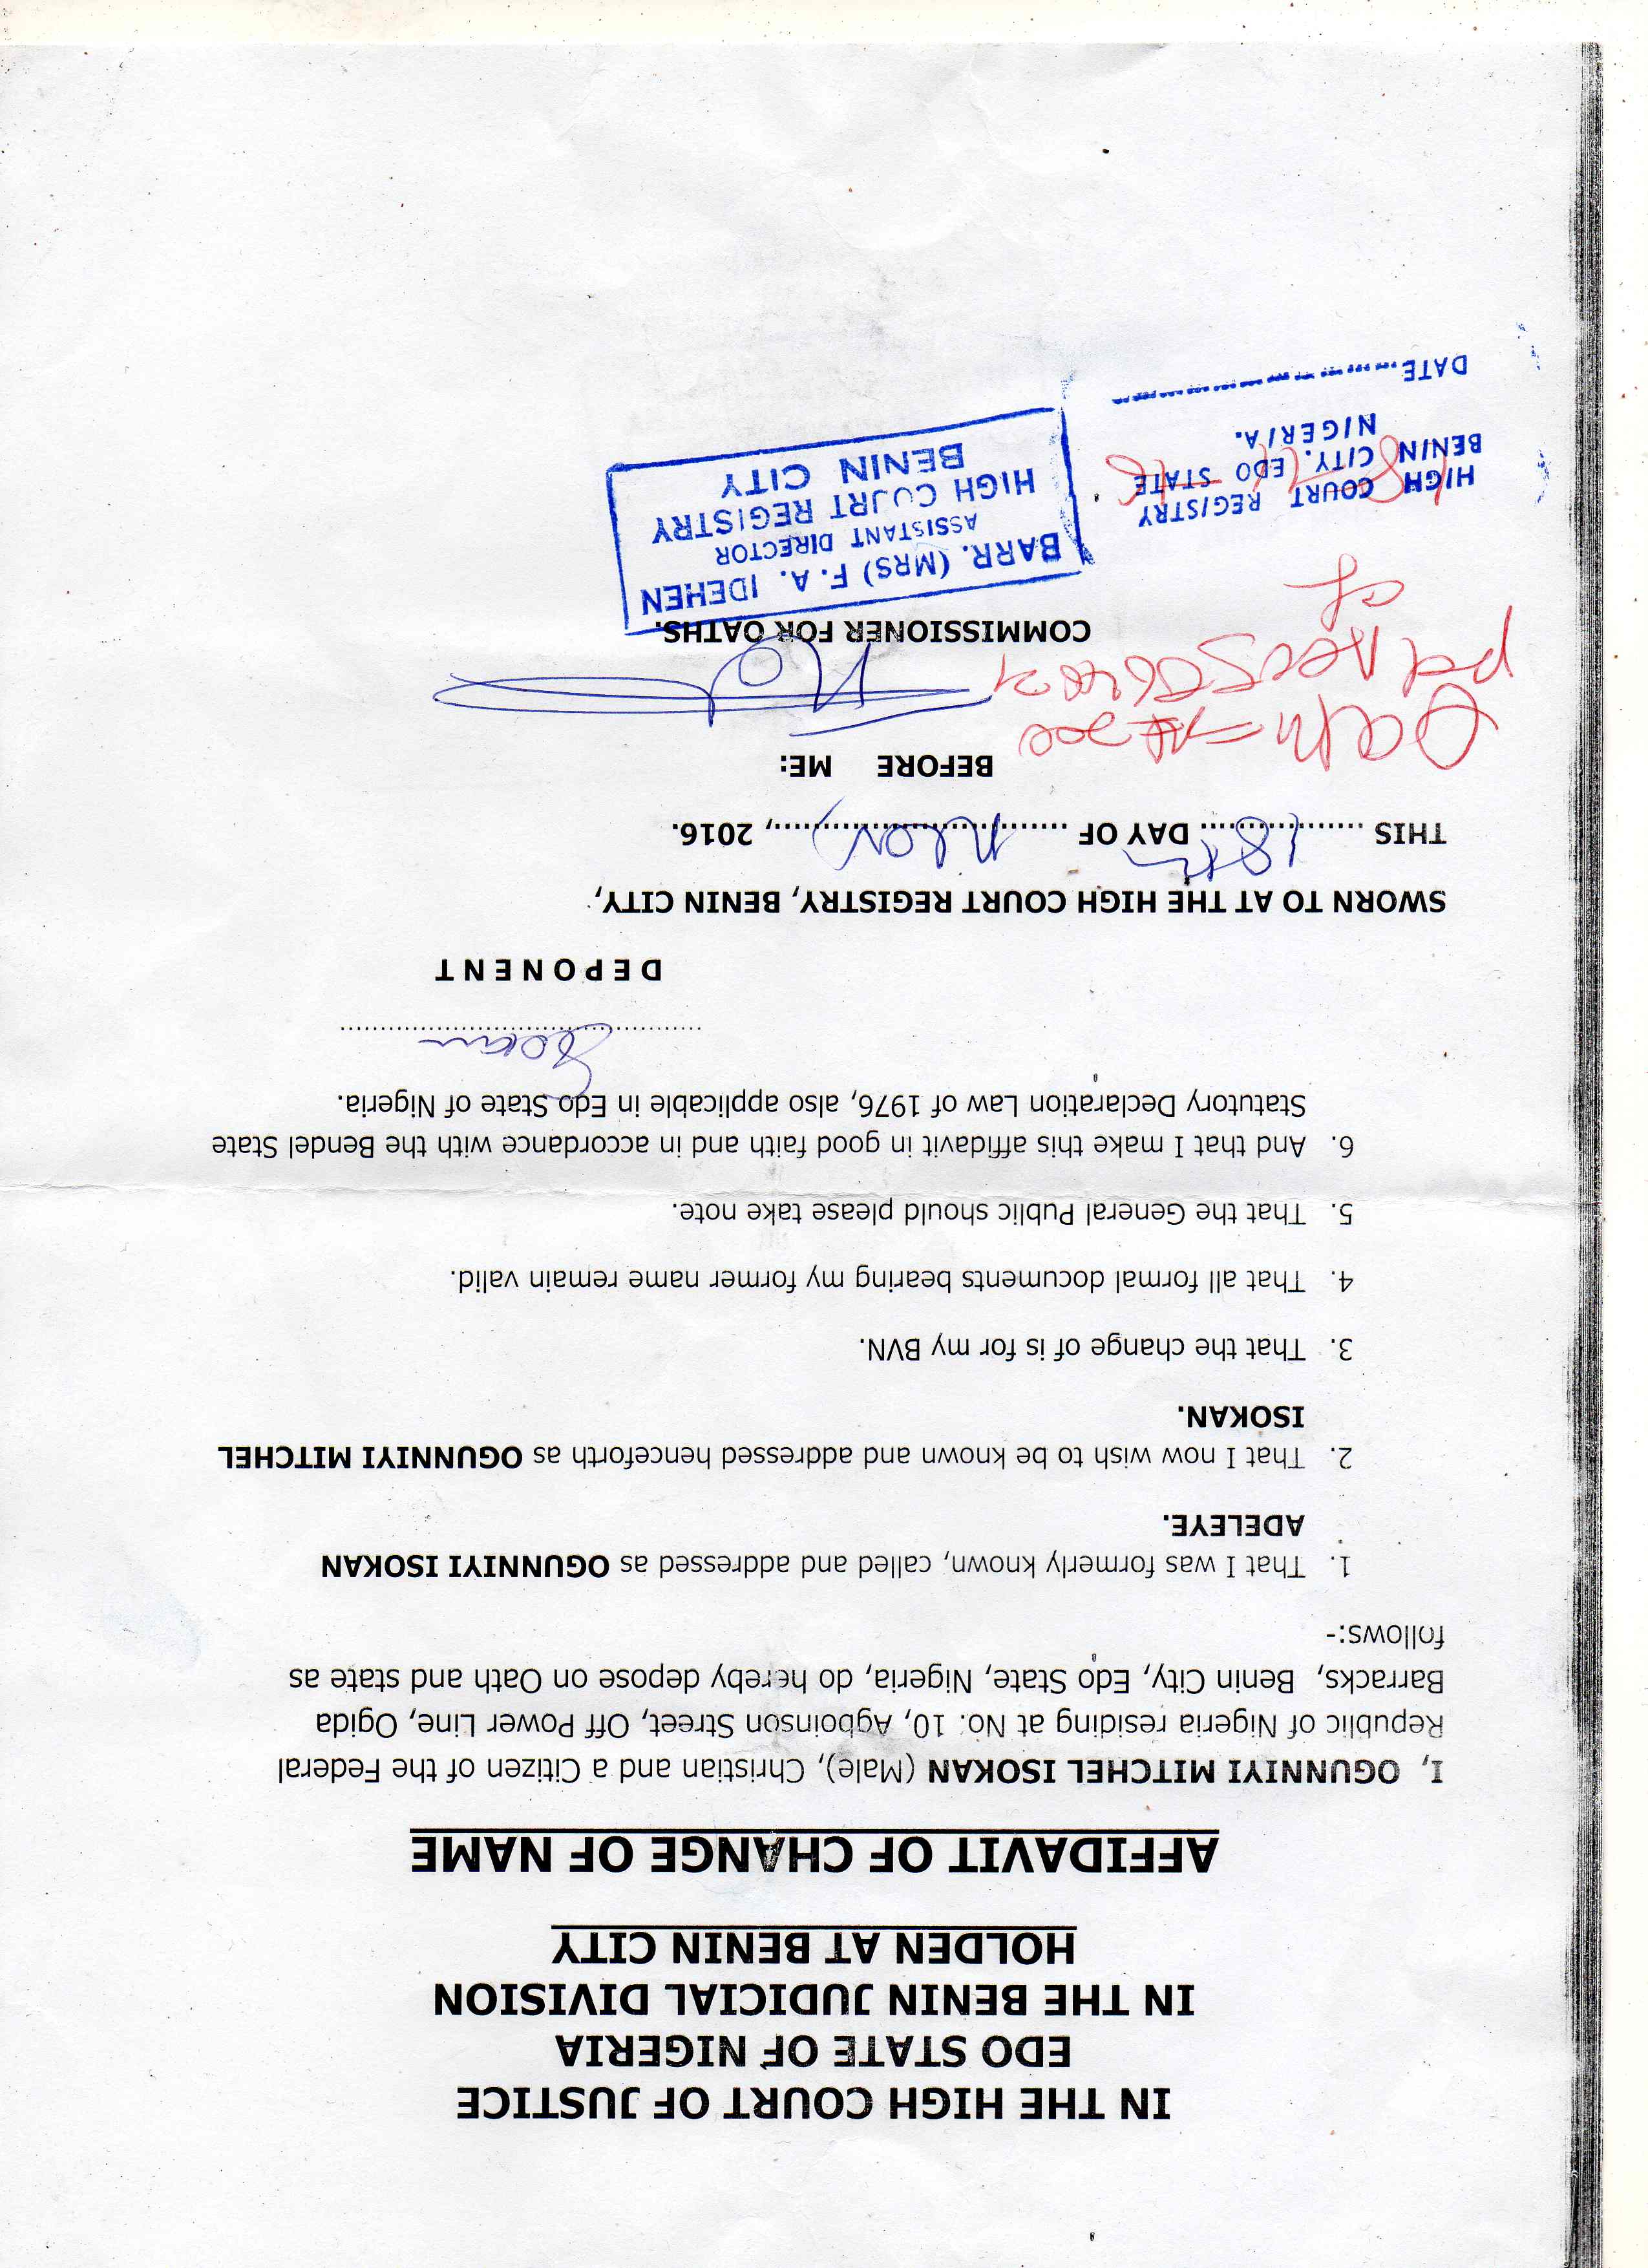 IN THE HIGH COURT OF JUSTICE
EDO STATE OF NIGERIA
IN THE BENIN JUDICIAL DIVISION
HOLDEN AT BENIN CITY
AFFIDAVIT OF CHANGE OF NAME
I, OGUNNIYI MITCHEL ISOKAN (Male), Christian and a Citizen of the Federal
Republic of Nigeria residing at No. 10, Agboinson Street, Off Power Line, Ogida
Barracks, Benin City, Edo State, Nigeria, do hereby depose on Oath and state as
follows:-
1. That I was formerly known, called and addressed as OGUNNIYI ISOKAN
ADELEYE.
2. That I now wish to be known and addressed henceforth as OGUNNIYI MITCHEL
ISOKAN.
3. That the change of is for my BVN.
4. That all formal documents bearing my former name remain valid.
5. That the General Public should please take note.
6. And that I make this affidavit in good faith and in accordance with the Bendel State
Statutory Declaration Law of 1976, also applicable in Edo State of Nigeria.
Isokan
DEPONENT
SWORN TO AT THE HIGH COURT REGISTRY, BENIN CITY,
THIS 18th DAY OF Nov, 2016.
BEFORE ME:
Oath = ₦200
COMMISSIONER FOR OATHS.
BARR. (MRS) F. A. IDEHEN
ASSISTANT DIRECTOR
HIGH COURT REGISTRY
BENIN CITY
HIGH COURT REGISTRY
BENIN CITY. EDO STATE
NIGERIA.
DATE